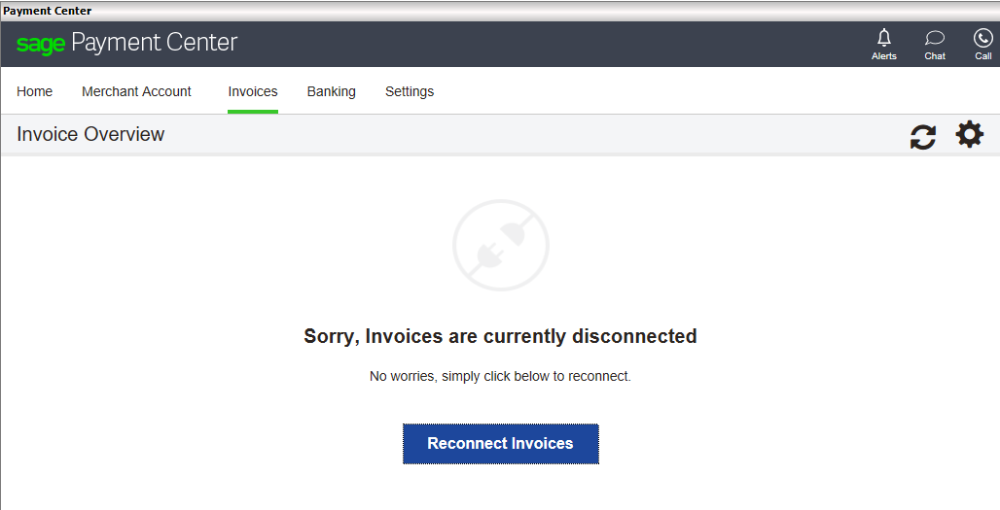 Payment Center
sage Payment Center
Alerts
Chat
Call
Home Merchant Account Invoices Banking Settings
Invoice Overview
Sorry, Invoices are currently disconnected
No worries, simply click below to reconnect.
Reconnect Invoices